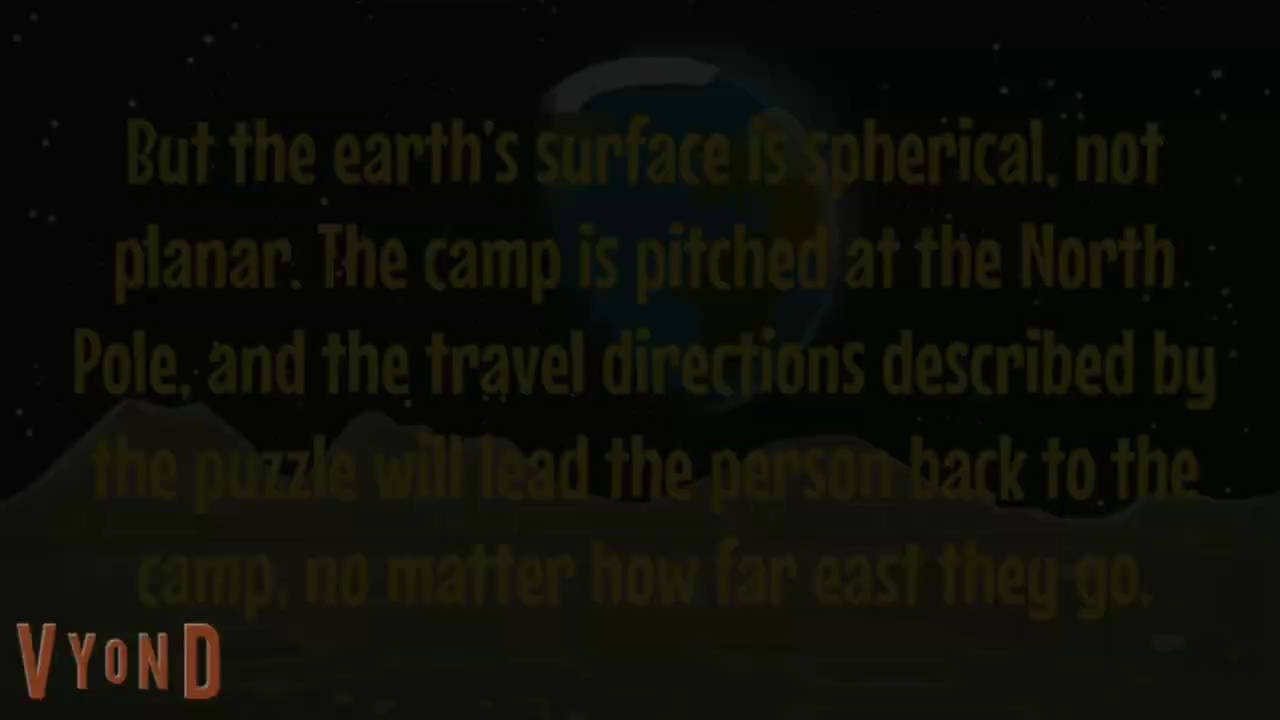 But the earth's surface is spherical, not
planar. The camp is pitched at the North
Pole, and the travel directions described by
the puzzle will lead the person back to the
camp, no matter how far east they go.
VYOND